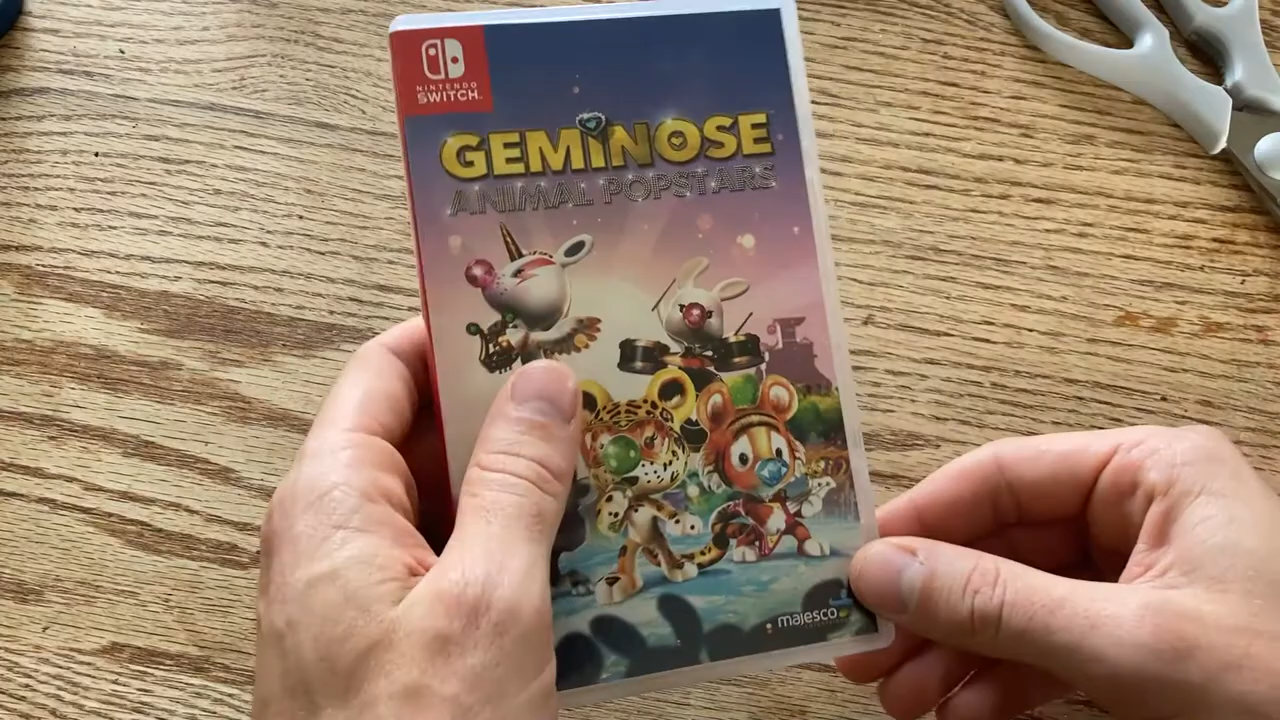 NINTENDO
SWITCH
GEMINOSE
ANIMAL POPSTARS
majesco